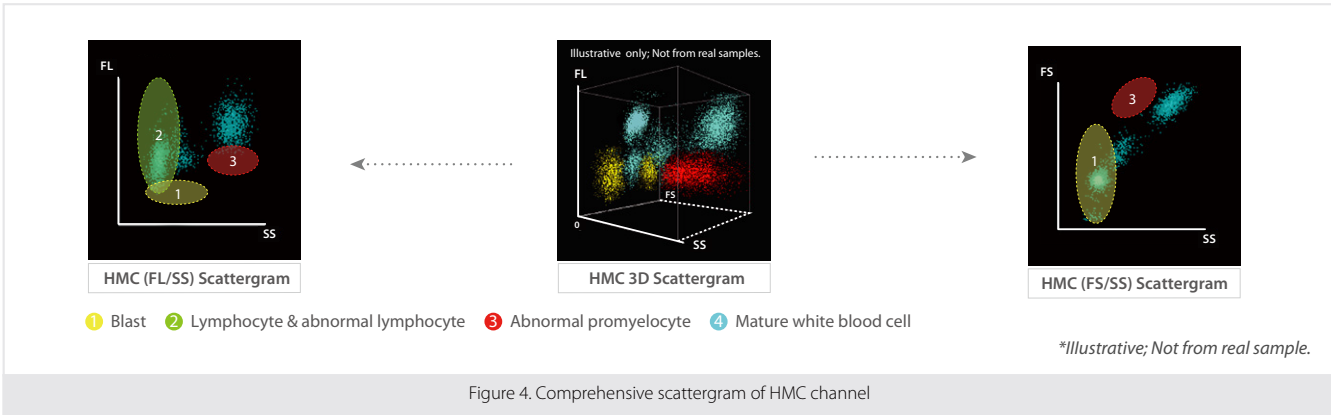 FL
2
3
1
SS
HMC (FL/SS) Scattergram
Illustrative only; Not from real samples.
FL
FS
0
SS
HMC 3D Scattergram
FS
3
1
SS
HMC (FS/SS) Scattergram
1 Blast 2 Lymphocyte & abnormal lymphocyte 3 Abnormal promyelocyte 4 Mature white blood cell
*Illustrative; Not from real sample.
Figure 4. Comprehensive scattergram of HMC channel